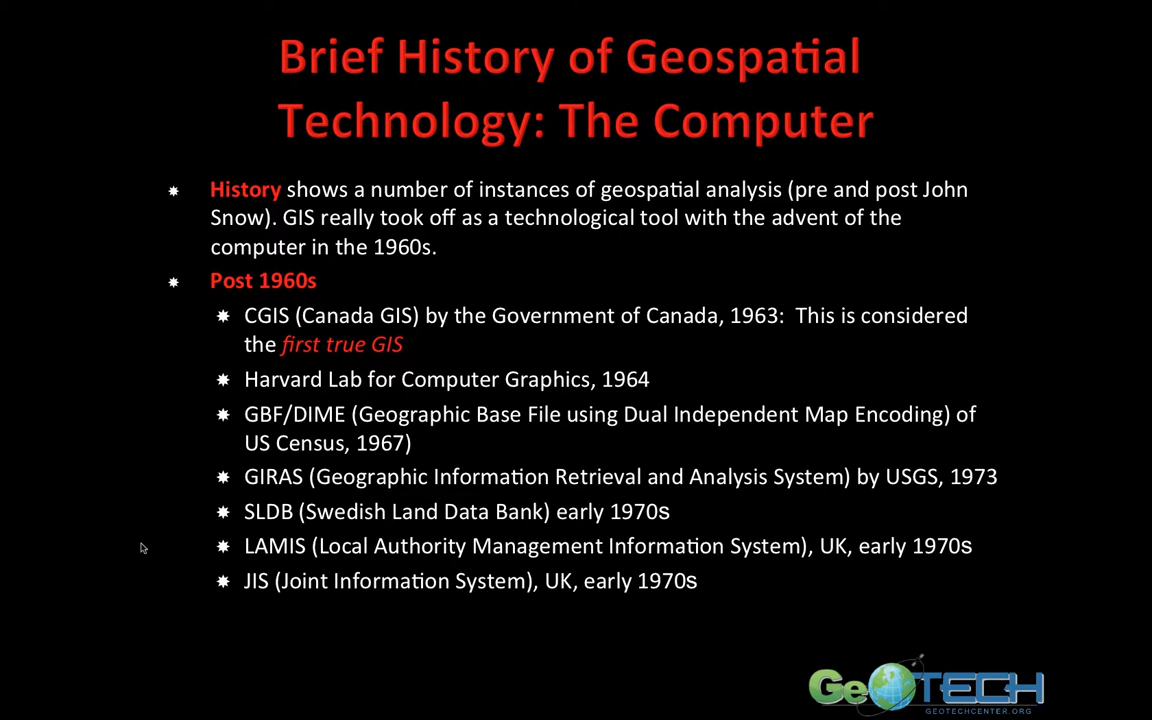 Brief History of Geospatial
Technology: The Computer
History shows a number of instances of geospatial analysis (pre and post John
Snow). GIS really took off as a technological tool with the advent of the
computer in the 1960s.
Post 1960s
CGIS (Canada GIS) by the Government of Canada, 1963:  This is considered
the first true GIS
Harvard Lab for Computer Graphics, 1964
GBF/DIME (Geographic Base File using Dual Independent Map Encoding) of
US Census, 1967)
GIRAS (Geographic Information Retrieval and Analysis System) by USGS, 1973
SLDB (Swedish Land Data Bank) early 1970s
LAMIS (Local Authority Management Information System), UK, early 1970s
JIS (Joint Information System), UK, early 1970s
GeoTECH
GEOTECHCENTER.ORG